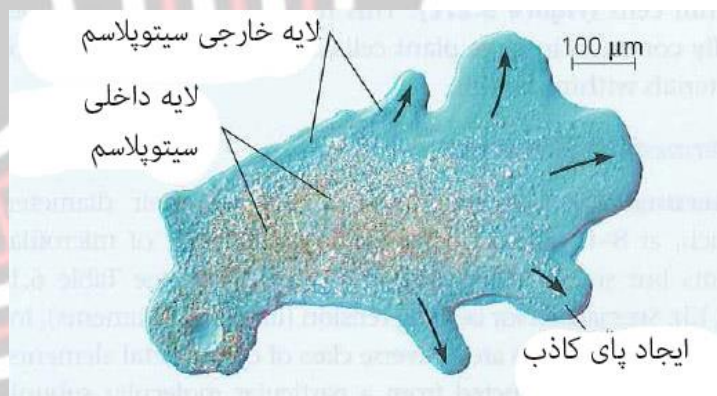 لایه خارجی سیتوپلاسم
100 µm
لایه داخلی
سیتوپلاسم
ایجاد پای کاذب